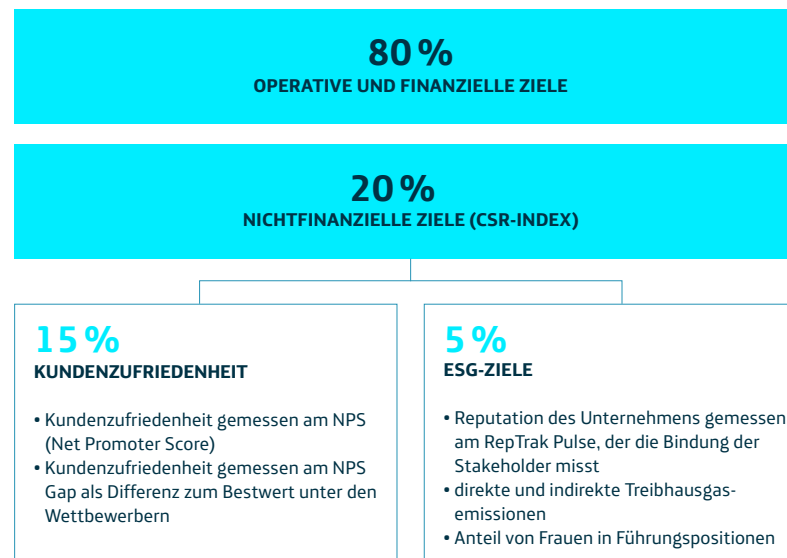 80 %
OPERATIVE UND FINANZIELLE ZIELE
20 %
NICHTFINANZIELLE ZIELE (CSR-INDEX)
15 %
KUNDENZUFRIEDENHEIT
• Kundenzufriedenheit gemessen am NPS
(Net Promoter Score)
• Kundenzufriedenheit gemessen am NPS
Gap als Differenz zum Bestwert unter den
Wettbewerbern
5 %
ESG-ZIELE
• Reputation des Unternehmens gemessen
am RepTrak Pulse, der die Bindung der
Stakeholder misst
• direkte und indirekte Treibhausgas-
emissionen
• Anteil von Frauen in Führungspositionen